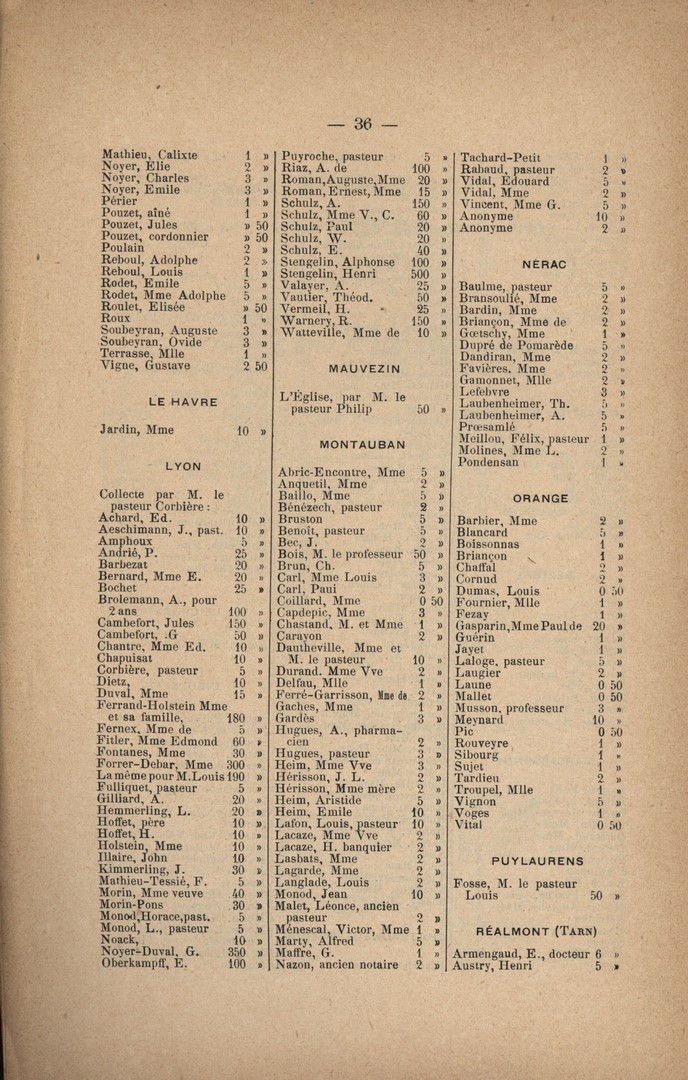 — 36 —
Mathieu, Calixte 1 »
Noyer, Elie 2 »
Noyer, Charles 3 »
Noyer, Emile 3 »
Périer 1 »
Pouzet, aîné 1 »
Pouzet, Jules » 50
Pouzet, cordonnier » 50
Poulain 2 »
Reboul, Adolphe 2 »
Reboul, Louis 1 »
Rodet, Emile 5 »
Rodet, Mme Adolphe 5 »
Roulet, Elisée » 50
Roux 1 »
Soubeyran, Auguste 3 »
Soubeyran, Ovide 3 »
Terrasse, Mlle 1 »
Vigne, Gustave 2 50
LE HAVRE
Jardin, Mme 10 »
LYON
Collecte par M. le
pasteur Corbière :
Achard, Ed. 10 »
Aeschimann, J., past. 10 »
Amphoux 5 »
Andrié, P. 25 »
Barbezat 20 »
Bernard, Mme E. 20 »
Bochet 25 »
Brolemann, A., pour
2 ans 100 »
Cambefort, Jules 150 »
Cambefort, .G 50 »
Chantre, Mme Ed. 10 »
Chapuisat 10 »
Corbière, pasteur 5 »
Dietz, 10 »
Duval, Mme 15 »
Ferrand-Holstein Mme
et sa famille, 180 »
Fernex, Mme de 5 »
Fitler, Mme Edmond 60 »
Fontanes, Mme 30 »
Forrer-Debar, Mme 300 »
La même pour M. Louis 190 »
Fulliquet, pasteur 5 »
Gilliard, A. 20 »
Hemmerling, L. 20 »
Hoffet, père 10 »
Hoffet, H. 10 »
Holstein, Mme 10 »
Illaire, John 10 »
Kimmerling, J. 30 »
Mathieu-Tessié, F. 5 »
Morin, Mme veuve 40 »
Morin-Pons 30 »
Monod, Horace, past. 5 »
Monod, L., pasteur 5 »
Noack, 10 »
Noyer-Duval, G. 350 »
Oberkampff, E. 100 »
Puyroche, pasteur 5 »
Riaz, A. de 100 »
Roman, Auguste, Mme 20 »
Roman, Ernest, Mme 15 »
Schulz, A. 150 »
Schulz, Mme V., C. 60 »
Schulz, Paul 20 »
Schulz, W. 20 »
Schulz, E. 40 »
Stengelin, Alphonse 100 »
Stengelin, Henri 500 »
Valayer, A. 25 »
Vautier, Théod. 50 »
Vermeil, H. 25 »
Warnery, R. 150 »
Watteville, Mme de 10 »
MAUVEZIN
L'Église, par M. le
pasteur Philip 50 »
MONTAUBAN
Abric-Encontre, Mme 5 »
Anquetil, Mme 2 »
Baillo, Mme 5 »
Bénézech, pasteur 2 »
Bruston 5 »
Benoît, pasteur 5 »
Bec, J. 2 »
Bois, M. le professeur 50 »
Brun, Ch. 5 »
Carl, Mme Louis 3 »
Carl, Paui 2 »
Coillard, Mme 0 50
Capdepic, Mme 3 »
Chastand, M. et Mme 1 »
Carayon 2 »
Dautheville, Mme et
M. le pasteur 10 »
Durand. Mme Vve 2 »
Delfau, Mlle 1 »
Ferré-Garrisson, Mme de 2 »
Gaches, Mme 1 »
Gardès 3 »
Hugues, A., pharma-
cien 2 »
Hugues, pasteur 3 »
Heim, Mme Vve 3 »
Hérisson, J. L. 2 »
Hérisson, Mme mère 2 »
Heim, Aristide 5 »
Heim, Emile 10 »
Lafon, Louis, pasteur 10 »
Lacaze, Mme Vve 2 »
Lacaze, H. banquier 2 »
Lasbats, Mme 2 »
Lagarde, Mme 2 »
Langlade, Louis 2 »
Monod, Jean 10 »
Malet, Léonce, ancien
pasteur 2 »
Ménescal, Victor, Mme 1 »
Marty, Alfred 5 »
Maffre, G. 1 »
Nazon, ancien notaire 2 »
Tachard-Petit 1 »
Rabaud, pasteur 2 »
Vidal, Edouard 5 »
Vidal, Mme 2 »
Vincent, Mme G. 5 »
Anonyme 10 »
Anonyme 2 »
NÉRAC
Baulme, pasteur 5 »
Bransoulié, Mme 2 »
Bardin, Mme 2 »
Briançon, Mme de 2 »
Gœtschy, Mme 1 »
Dupré de Pomarède 5 »
Dandiran, Mme 2 »
Favières. Mme 2 »
Gamonnet, Mlle 2 »
Lefebvre 3 »
Laubenheimer, Th. 5 »
Laubenheimer, A. 5 »
Prœsamlé 5 »
Meillou, Félix, pasteur 1 »
Molines, Mme L. 2 »
Pondensan 1 »
ORANGE
Barbier, Mme 2 »
Blancard 5 »
Boissonnas 1 »
Briançon 1 »
Chaffal 2 »
Cornud 2 »
Dumas, Louis 0 50
Fournier, Mlle 1 »
Fezay 1 »
Gasparin, Mme Paul de 20 »
Guérin 1 »
Jayet 1 »
Laloge, pasteur 5 »
Laugier 2 »
Laune 0 50
Mallet 0 50
Musson, professeur 3 »
Meynard 10 »
Pic 0 50
Rouveyre 1 »
Sibourg 1 »
Sujet 1 »
Tardieu 2 »
Troupel, Mlle 1 »
Vignon 5 »
Voges 1 »
Vital 0 50
PUYLAURENS
Fosse, M. le pasteur
Louis 50 »
RÉALMONT (TARN)
Armengaud, E., docteur 6 »
Austry, Henri 5 »